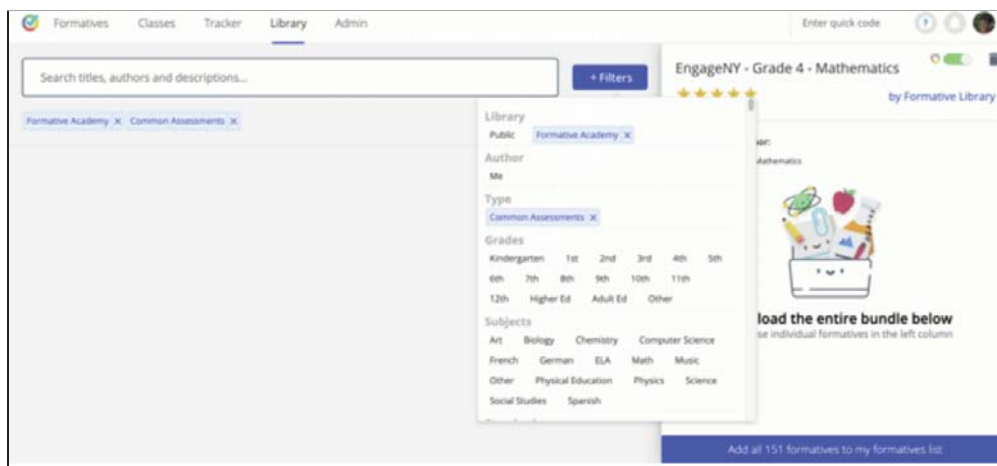 Formatives Classes Tracker Library Admin Enter quick code ?
Search titles, authors and descriptions...
+ Filters
Formative Academy X Common Assessments X
Library
Public Formative Academy X
Author
Me
Type
Common Assessments X
Grades
Kindergarten 1st 2nd 3rd 4th 5th
6th 7th 8th 9th 10th 11th
12th Higher Ed Adult Ed Other
Subjects
Art Biology Chemistry Computer Science
French German ELA Math Music
Other Physical Education Physics Science
Social Studies Spanish
EngageNY - Grade 4 - Mathematics
by Formative Library
Mathematics
load the entire bundle below
se individual formatives in the left column
Add all 151 formatives to my formatives list